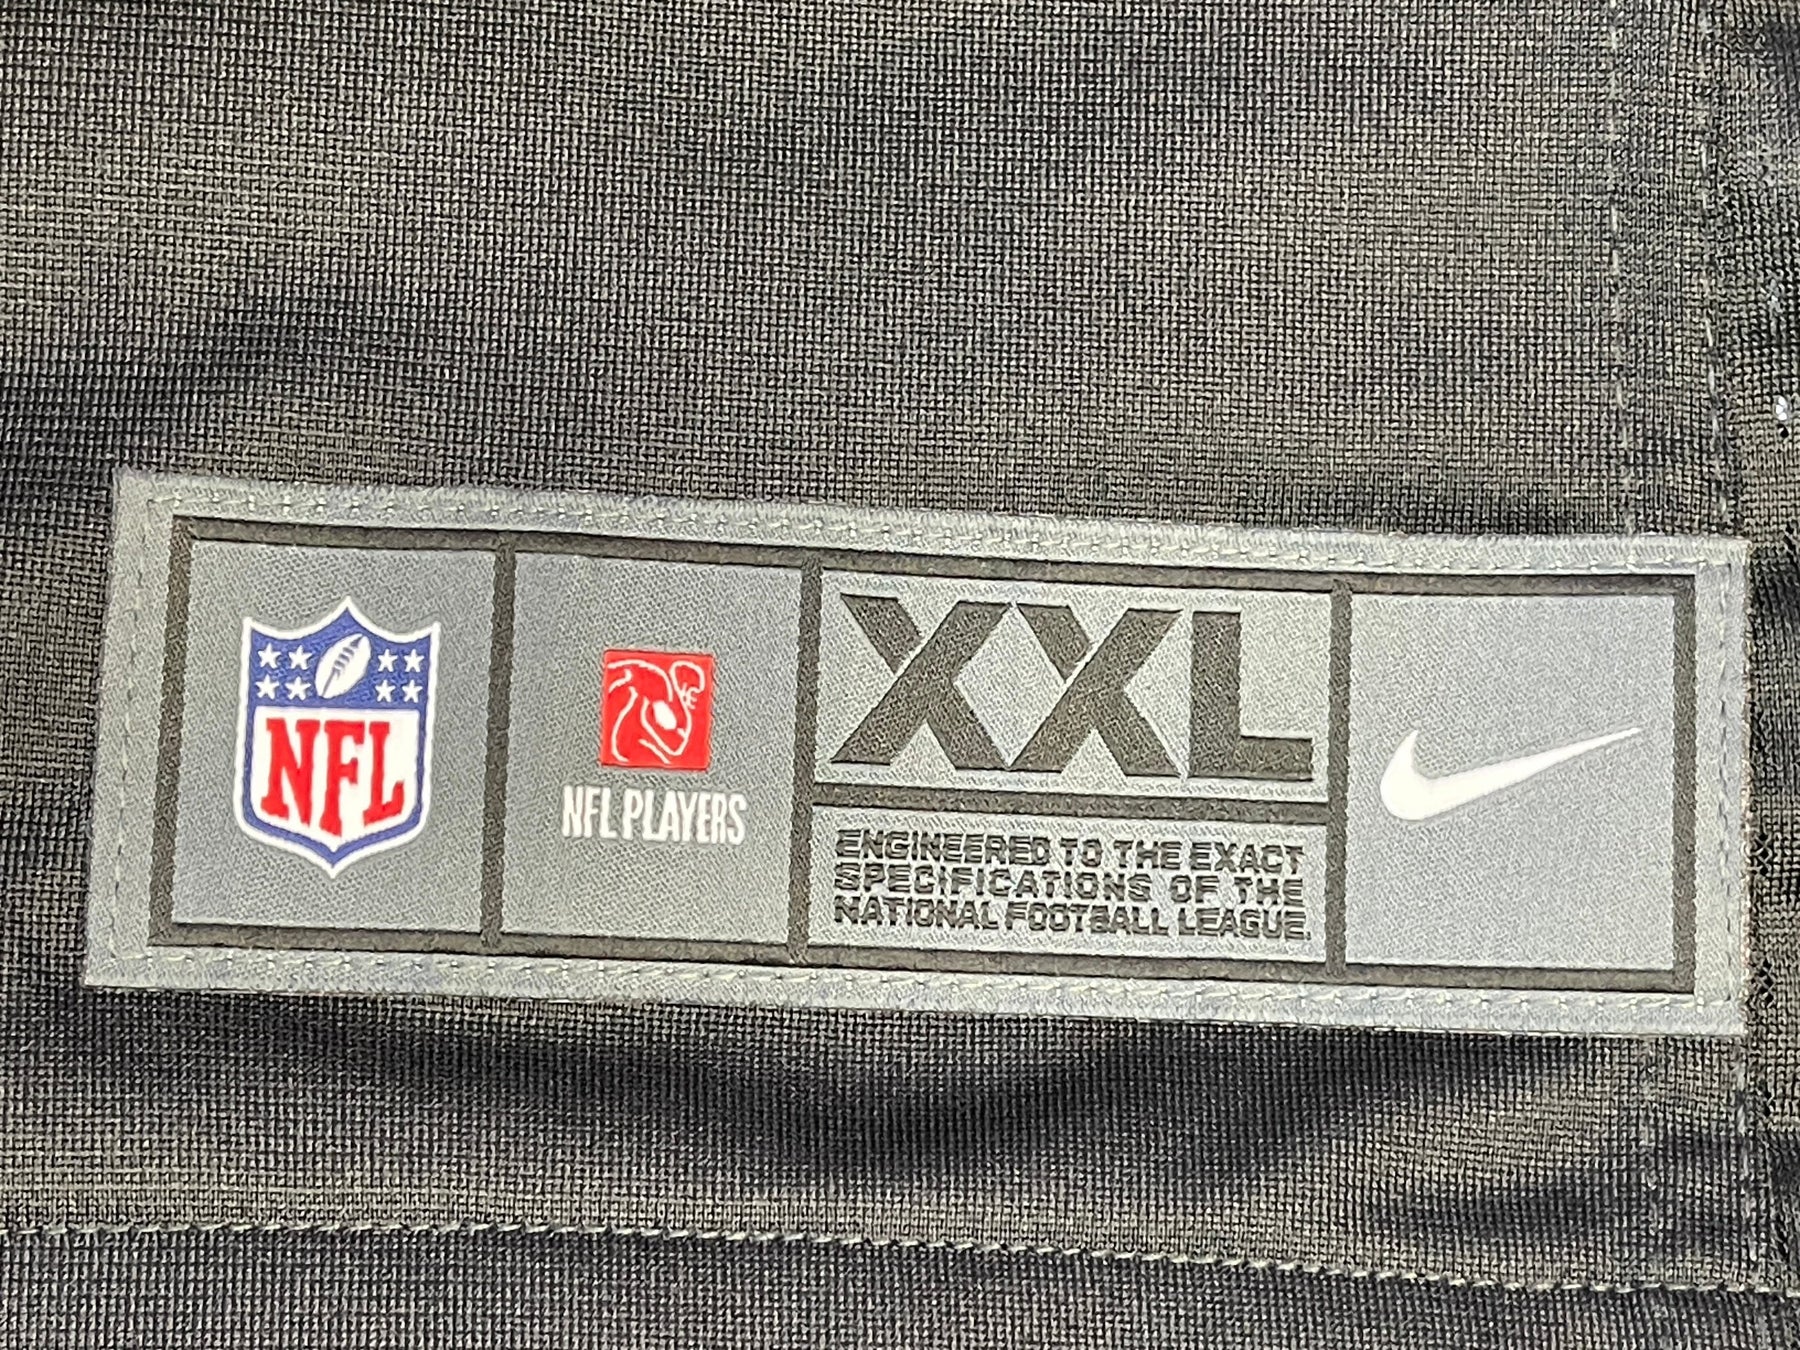 NFL
NFL PLAYERS
XXL
ENGINEERED TO THE EXACT
SPECIFICATIONS OF THE
NATIONAL FOOTBALL LEAGUE.